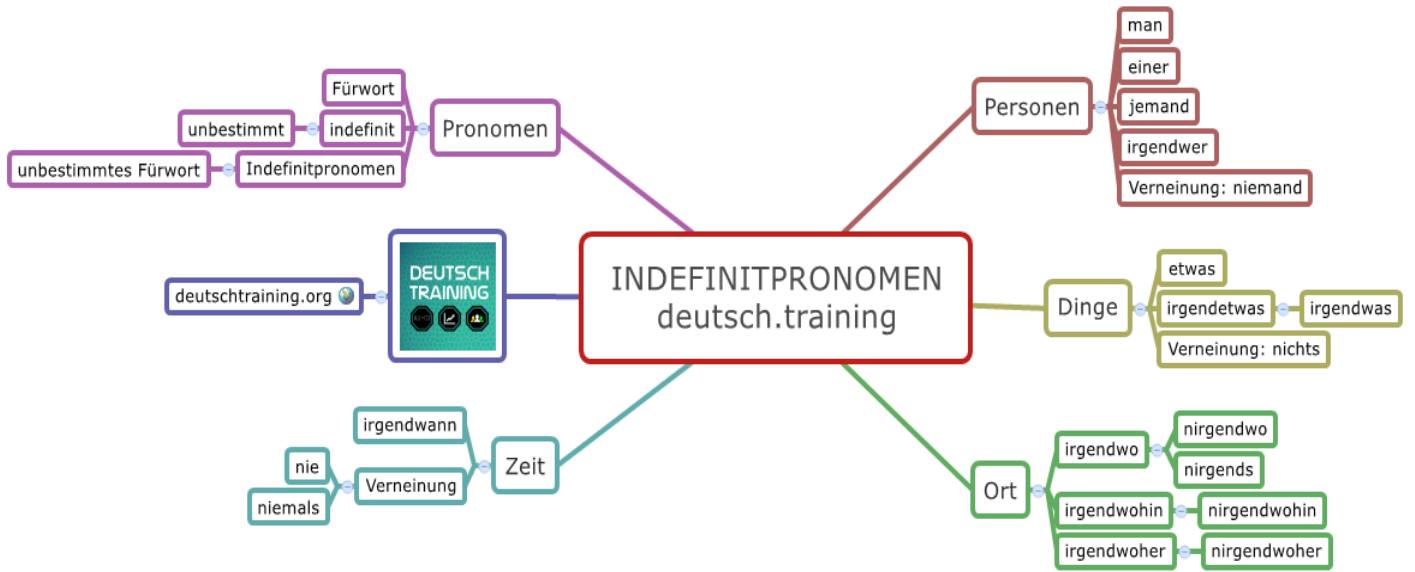 INDEFINITPRONOMEN
deutsch.training
Pronomen
Fürwort
indefinit
unbestimmt
Indefinitpronomen
unbestimmtes Fürwort
DEUTSCH
TRAINING
deutschtraining.org
Zeit
irgendwann
Verneinung
nie
niemals
Personen
man
einer
jemand
irgendwer
Verneinung: niemand
Dinge
etwas
irgendetwas
irgendwas
Verneinung: nichts
Ort
irgendwo
nirgendwo
nirgends
irgendwohin
nirgendwohin
irgendwoher
nirgendwoher